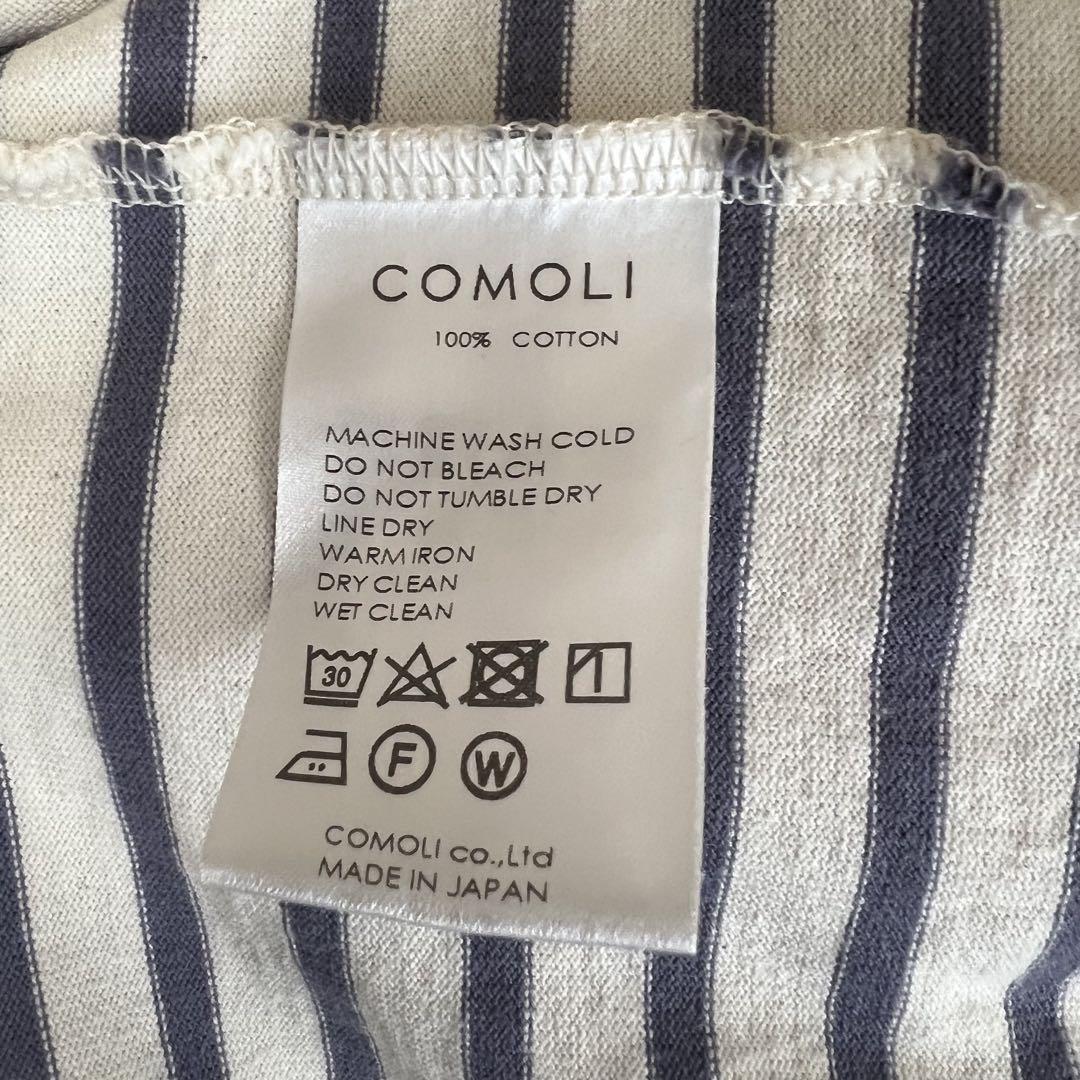 COMOLI
100% COTTON
MACHINE WASH COLD
DO NOT BLEACH
DO NOT TUMBLE DRY
LINE DRY
WARM IRON
DRY CLEAN
WET CLEAN
30
F W
COMOLI co.,Ltd
MADE IN JAPAN